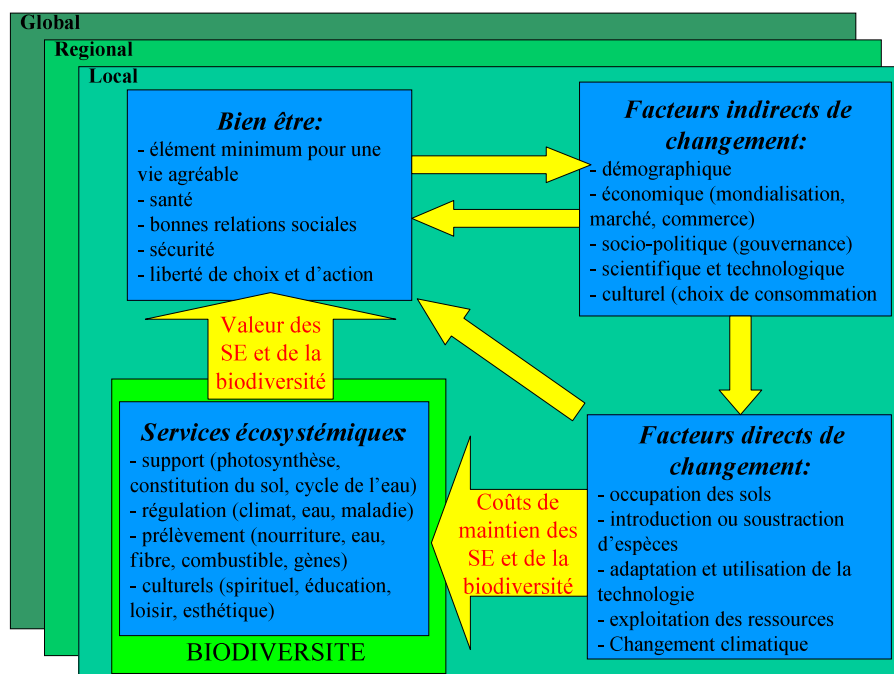 Global
Regional
Local
Bien être:
- élément minimum pour une
vie agréable
- santé
- bonnes relations sociales
- sécurité
- liberté de choix et d'action
Facteurs indirects de
changement:
- démographique
- économique (mondialisation,
marché, commerce)
- socio-politique (gouvernance)
- scientifique et technologique
- culturel (choix de consommation
Valeur des
SE et de la
biodiversité
Services écosystémiques:
- support (photosynthèse,
constitution du sol, cycle de l'eau)
- régulation (climat, eau, maladie)
- prélèvement (nourriture, eau,
fibre, combustible, gènes)
- culturels (spirituel, éducation,
loisir, esthétique)
BIODIVERSITE
Coûts de
maintien des
SE et de la
biodiversité
Facteurs directs de
changement:
- occupation des sols
- introduction ou soustraction
d'espèces
- adaptation et utilisation de la
technologie
- exploitation des ressources
- Changement climatique